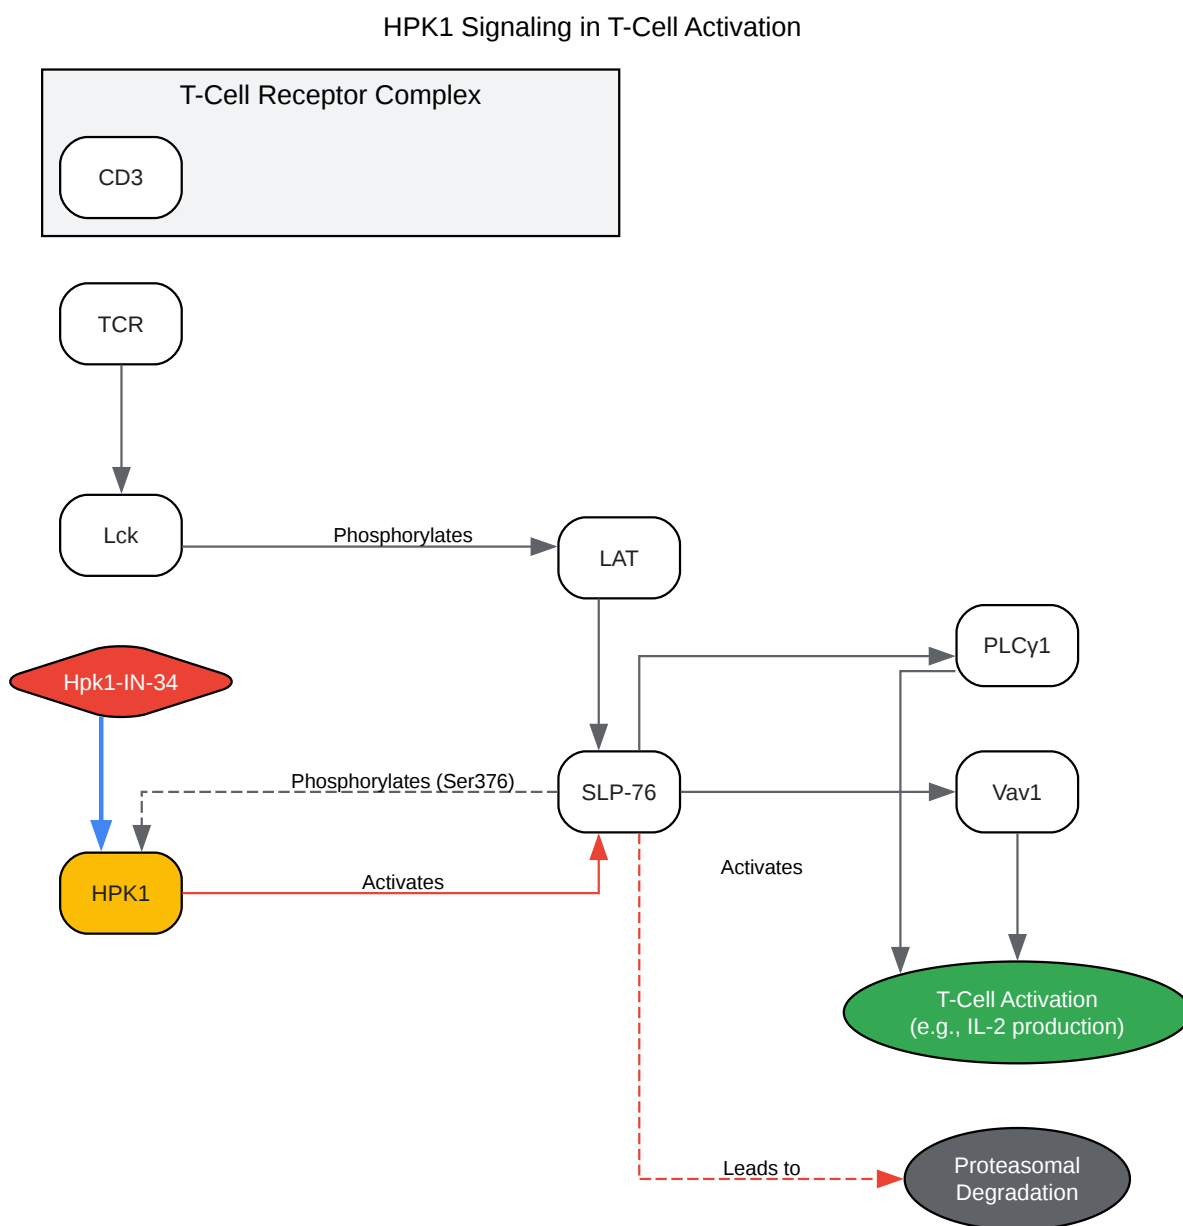 HPK1 Signaling in T-Cell Activation
T-Cell Receptor Complex
CD3
TCR
Lck
Phosphorylates
LAT
PLCγ1
Hpk1-IN-34
Phosphorylates (Ser376)
SLP-76
Vav1
HPK1
Activates
Activates
T-Cell Activation
(e.g., IL-2 production)
Leads to
Proteasomal
Degradation